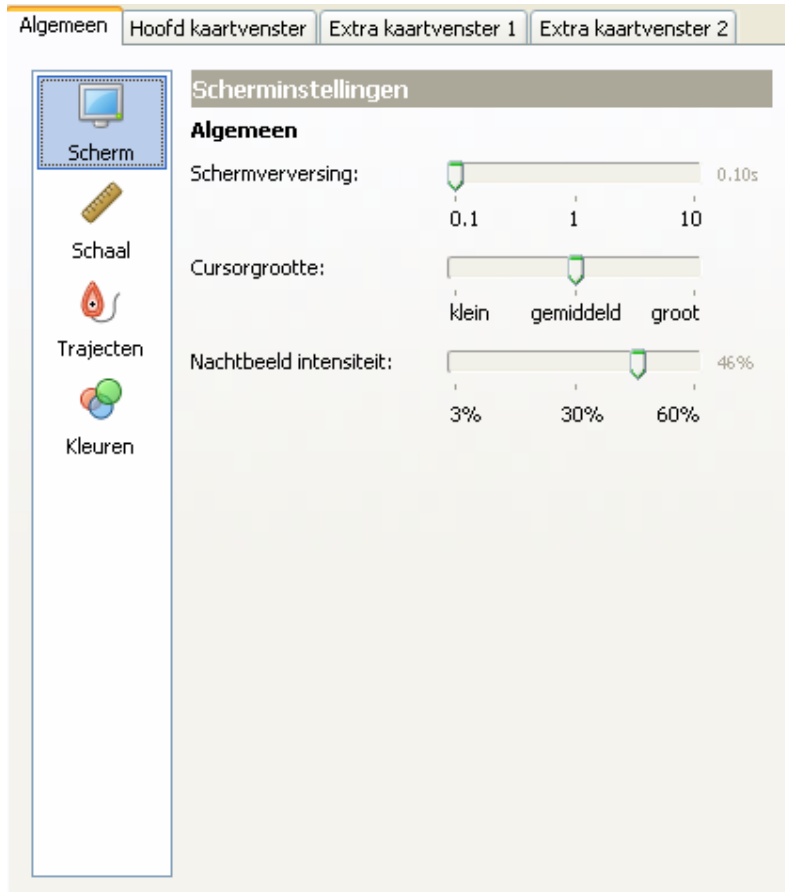 Algemeen Hoofd kaartvenster Extra kaartvenster 1 Extra kaartvenster 2
Scherm
Schaal
Trajecten
Kleuren
Scherminstellingen
Algemeen
Schermverversing: 0.10s
0.1 1 10
Cursorgrootte:
klein gemiddeld groot
Nachtbeeld intensiteit: 46%
3% 30% 60%